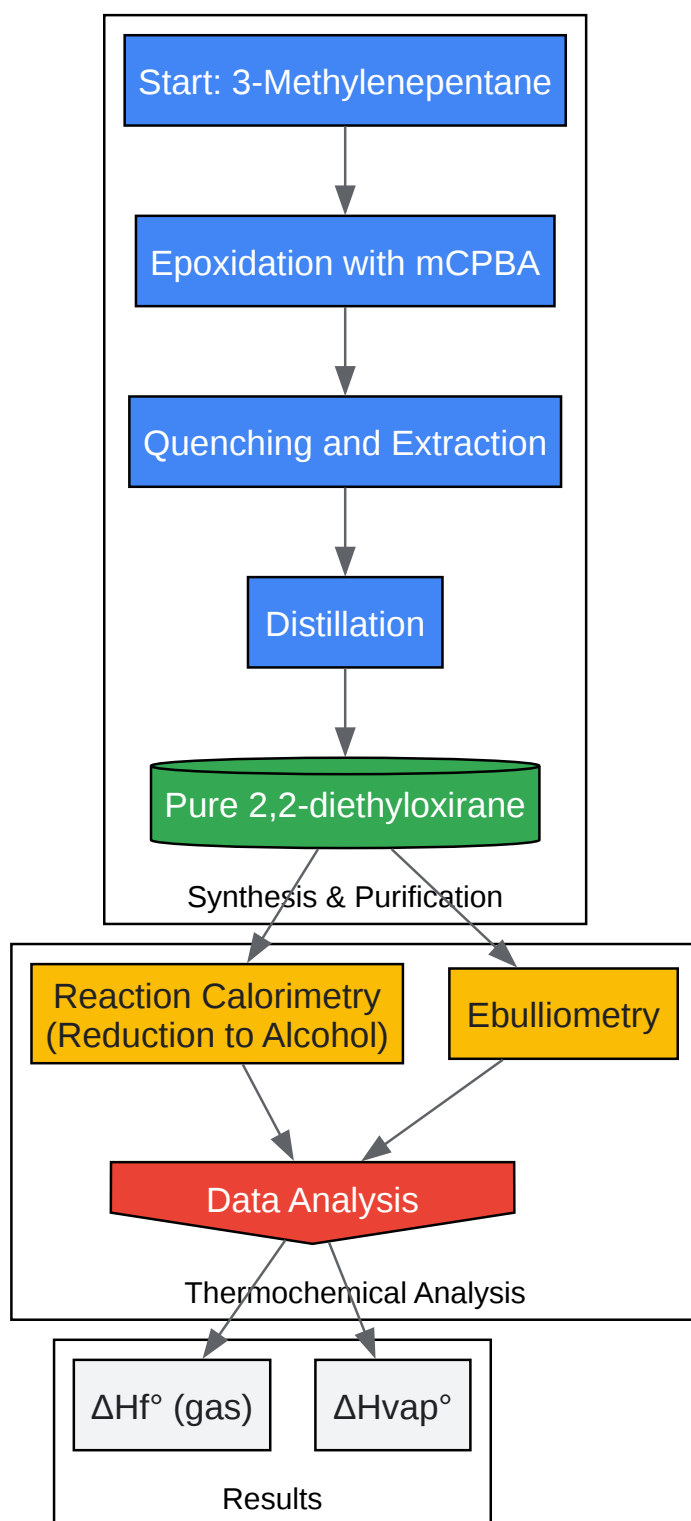 Start: 3-Methylenepentane
Epoxidation with mCPBA
Quenching and Extraction
Distillation
Pure 2,2-diethyloxirane
Synthesis & Purification
Reaction Calorimetry
(Reduction to Alcohol)
Ebulliometry
Data Analysis
Thermochemical Analysis
ΔHf° (gas)
ΔHvap°
Results